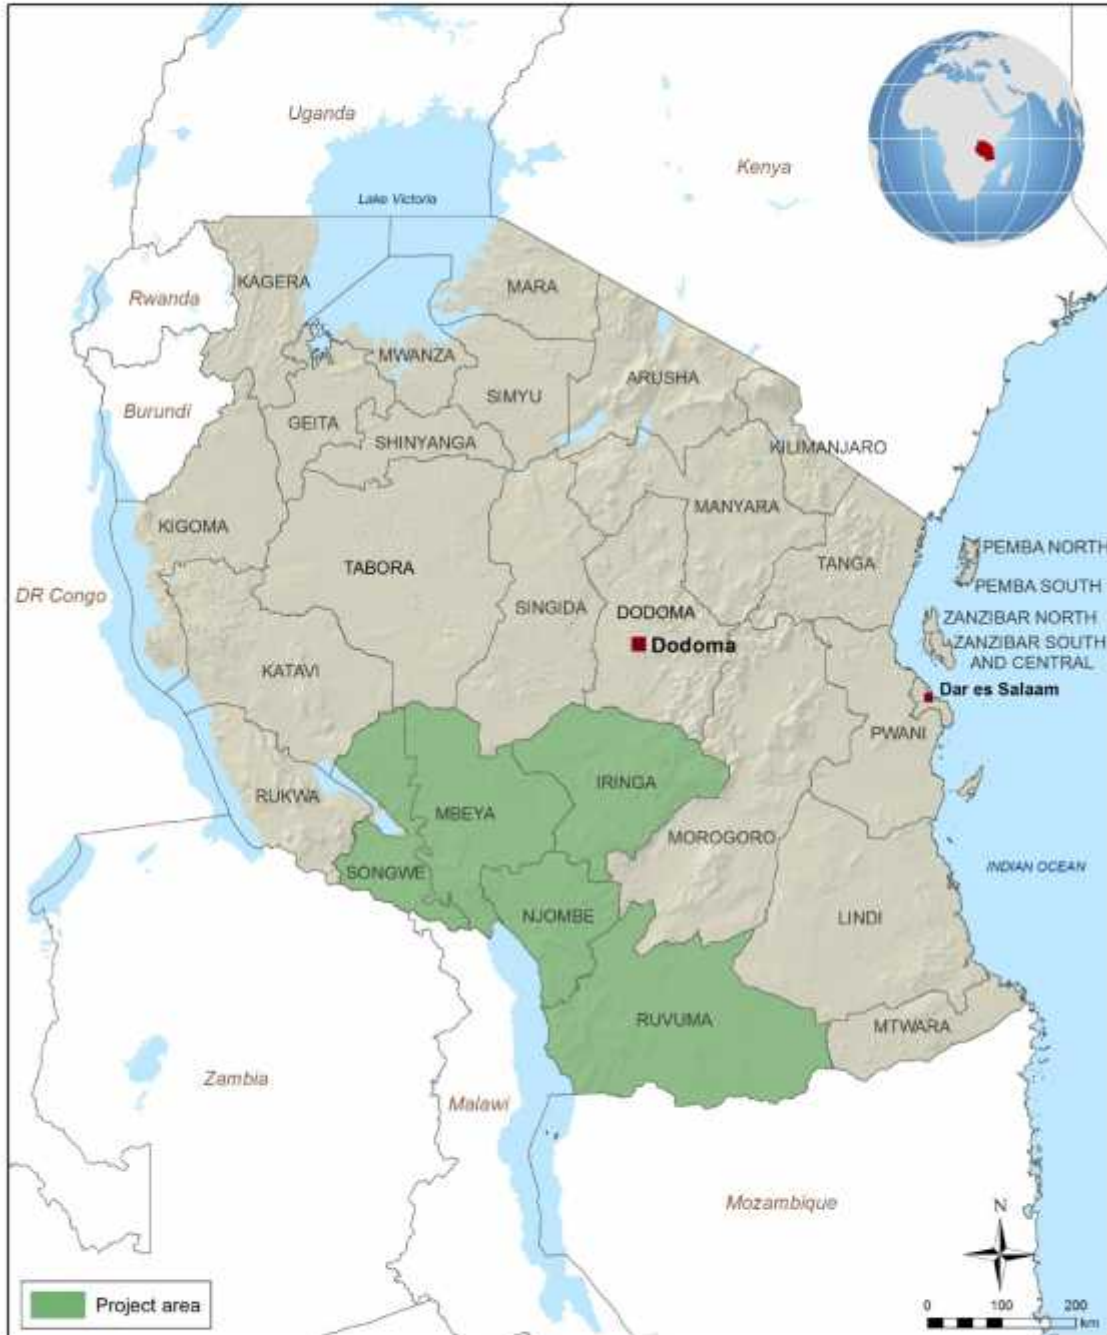 Uganda
Kenya
Lake Victoria
KAGERA
MARA
Rwanda
MWANZA
ARUSHA
SIMYU
Burundi
GEITA
SHINYANGA
KILIMANJARO
MANYARA
KIGOMA
PEMBA NORTH
TANGA
TABORA
PEMBA SOUTH
DR Congo
SINGIDA
DODOMA
ZANZIBAR NORTH
Dodoma
ZANZIBAR SOUTH
AND CENTRAL
KATAVI
Dar es Salaam
PWANI
IRINGA
RUKWA
MBEYA
MOROGORO
INDIAN OCEAN
SONGWE
NJOMBE
LINDI
RUVUMA
MTWARA
Zambia
Malawi
Mozambique
N
Project area
0 100 200
km